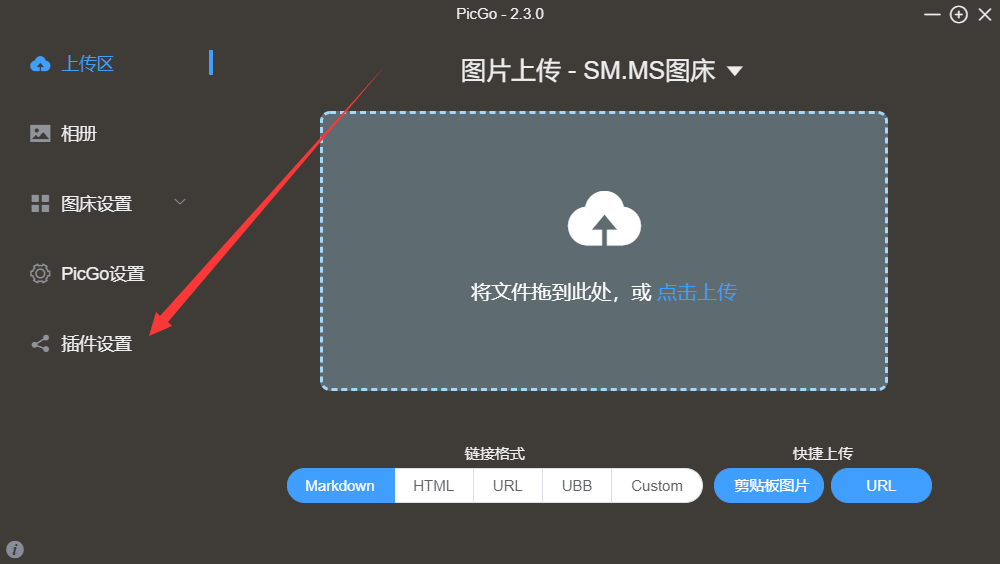 PicGo - 2.3.0
上传区
相册
图床设置
PicGo设置
插件设置
图片上传 - SM.MS图床
将文件拖到此处，或 点击上传
链接格式
Markdown HTML URL UBB Custom
快捷上传
剪贴板图片 URL
i